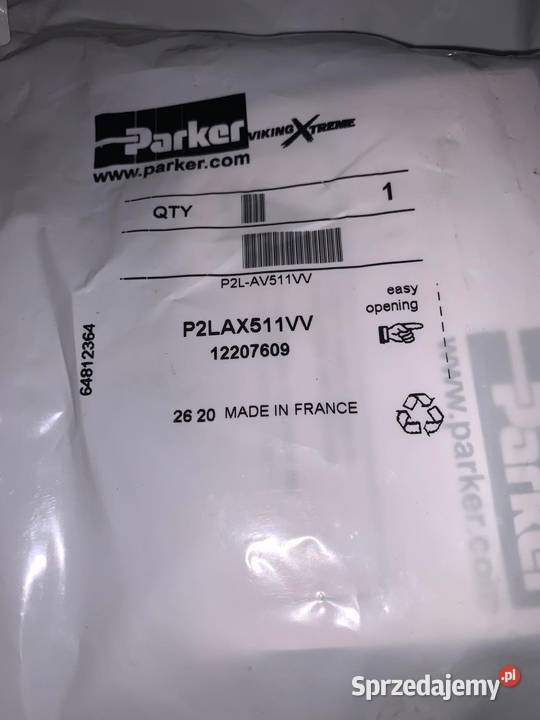 Parker VIKING XTREME
www.parker.com
QTY 1
P2L-AV511VV
easy
opening
P2LAX511VV
12207609
64812364
26 20 MADE IN FRANCE
www.parker.com
Parker
Sprzedajemy.pl